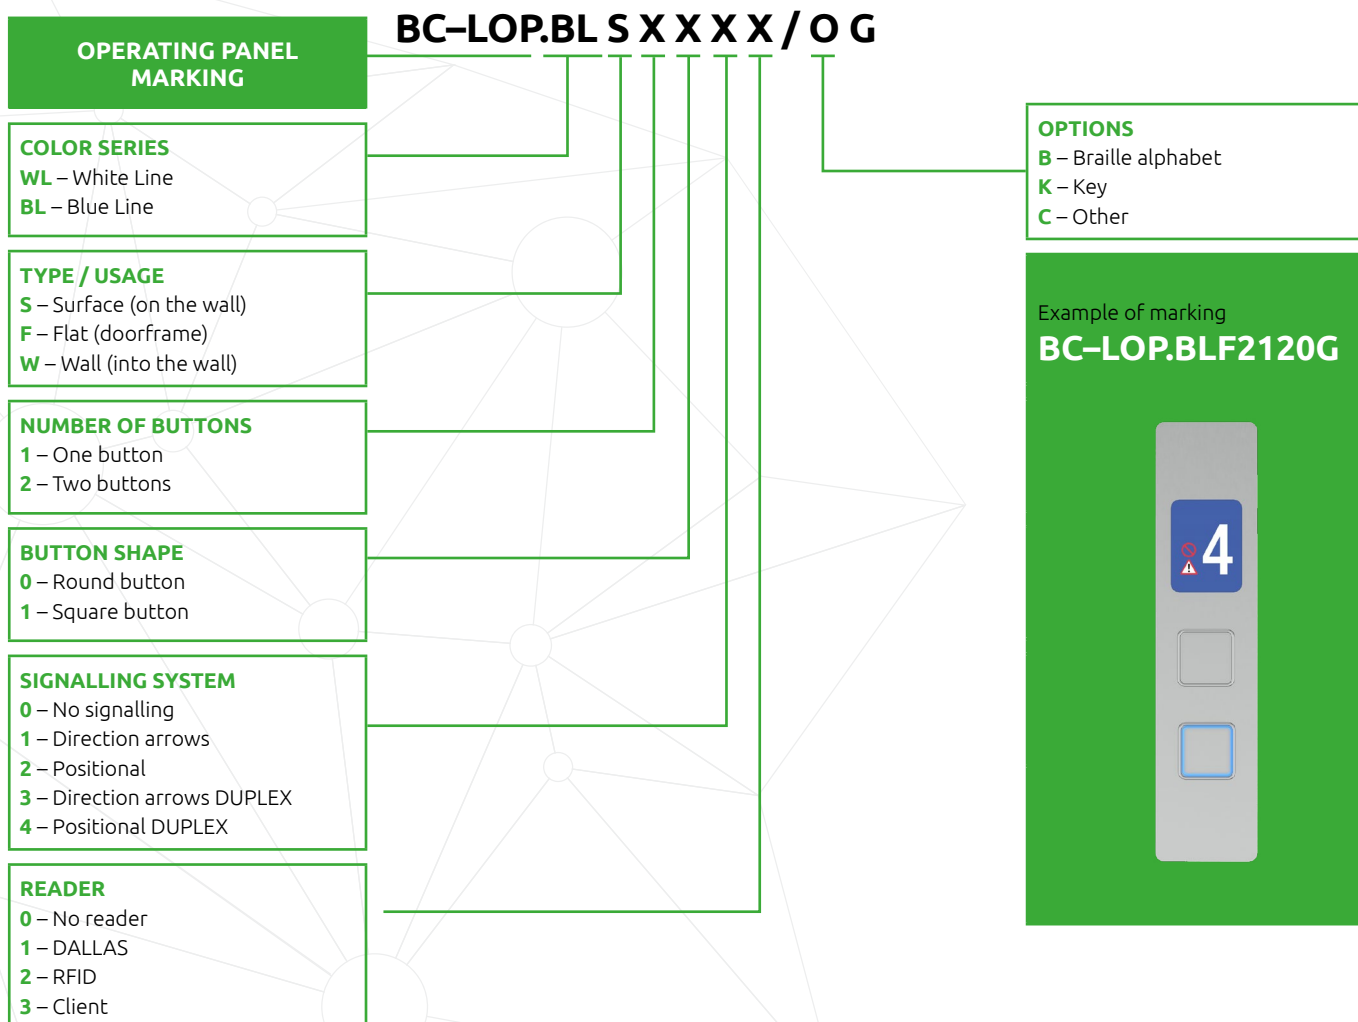 BC–LOP.BL S X X X X / O G
OPERATING PANEL
MARKING
COLOR SERIES
WL – White Line
BL – Blue Line
TYPE / USAGE
S – Surface (on the wall)
F – Flat (doorframe)
W – Wall (into the wall)
NUMBER OF BUTTONS
1 – One button
2 – Two buttons
BUTTON SHAPE
0 – Round button
1 – Square button
SIGNALLING SYSTEM
0 – No signalling
1 – Direction arrows
2 – Positional
3 – Direction arrows DUPLEX
4 – Positional DUPLEX
READER
0 – No reader
1 – DALLAS
2 – RFID
3 – Client
OPTIONS
B – Braille alphabet
K – Key
C – Other
Example of marking
BC–LOP.BLF2120G
4